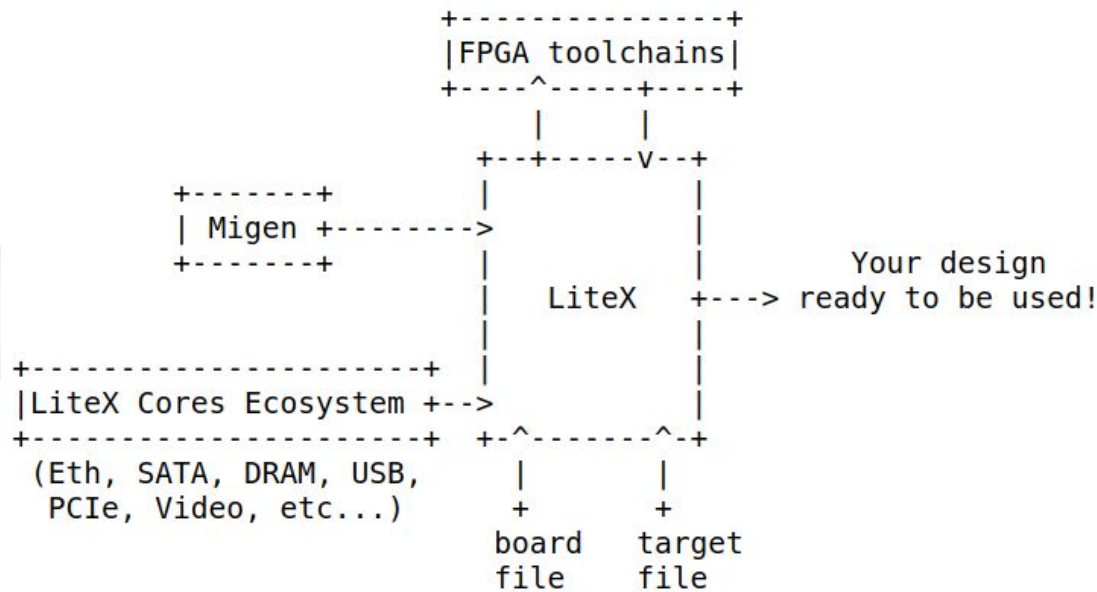 +---------------+
|FPGA toolchains|
+----^-----+----+
     |     |
+--+-----v--+
+-------+ |           |
| Migen +-------->           |
+-------+ |           |           Your design
|   LiteX   +---> ready to be used!
|           |
+----------------------+ |           |
|LiteX Cores Ecosystem +-->           |
+----------------------+ +-^-------^-+
(Eth, SATA, DRAM, USB, |       |
PCIe, Video, etc...) +       +
board   target
file    file